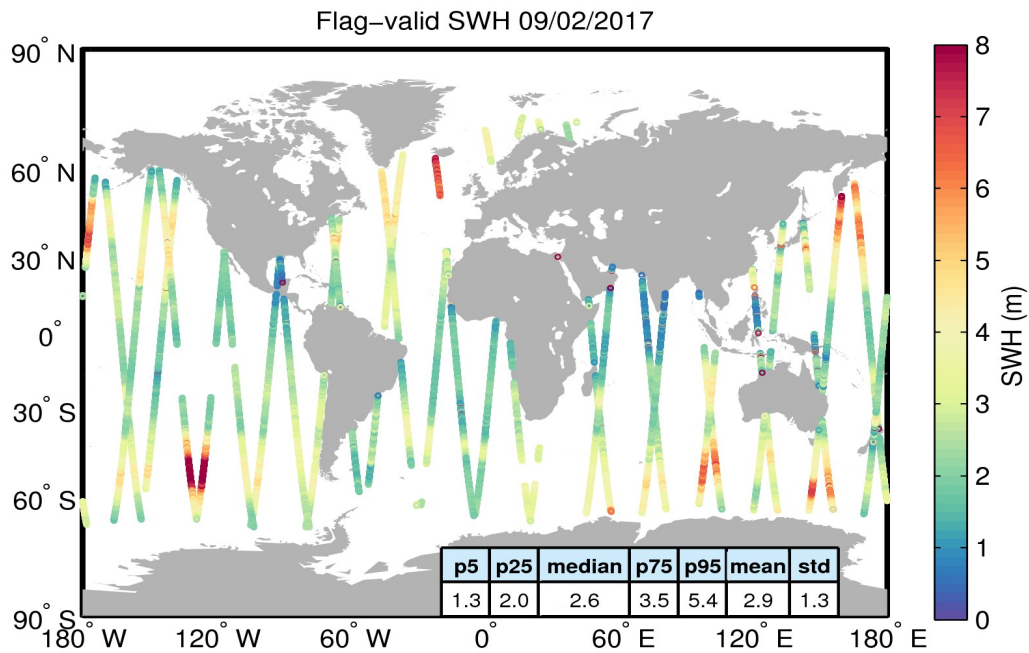 Flag−valid SWH 09/02/2017
90° N
60° N
30° N
0°
30° S
60° S
90° S
180° W
120° W
60° W
0°
60° E
120° E
180° E
p5 p25 median p75 p95 mean std
1.3 2.0 2.6 3.5 5.4 2.9 1.3
8
7
6
5
4
3
2
1
0
SWH (m)